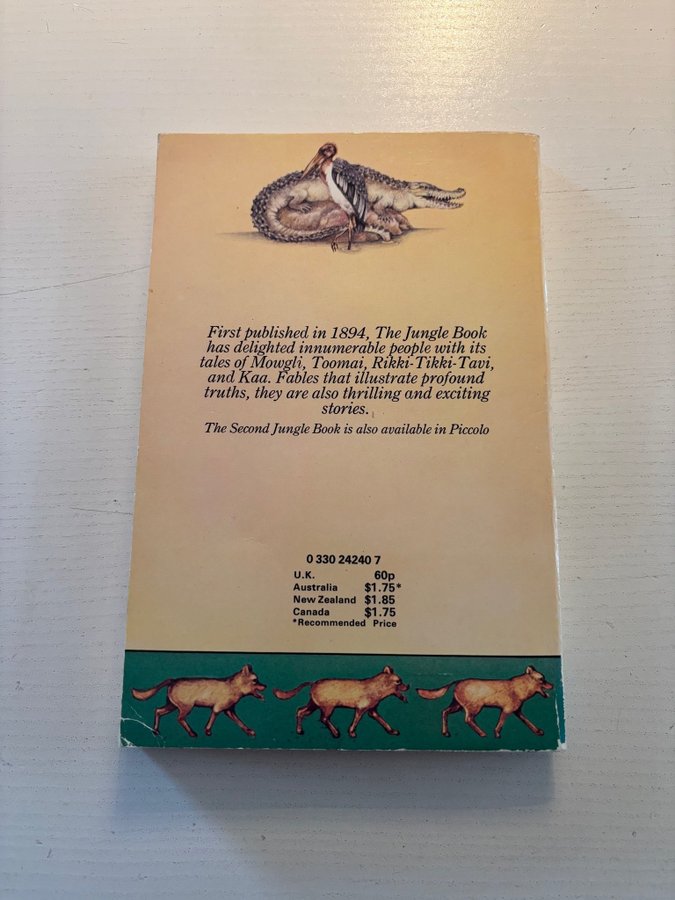 First published in 1894, The Jungle Book
has delighted innumerable people with its
tales of Mowgli, Toomai, Rikki-Tikki-Tavi,
and Kaa. Fables that illustrate profound
truths, they are also thrilling and exciting
stories.
The Second Jungle Book is also available in Piccolo
0 330 24240 7
U.K. 60p
Australia $1.75*
New Zealand $1.85
Canada $1.75
*Recommended Price